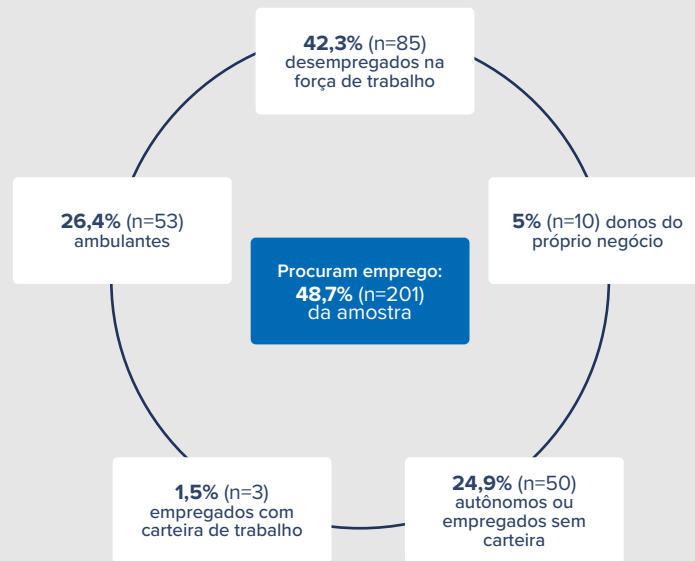 42,3% (n=85)
desempregados na
força de trabalho
26,4% (n=53)
ambulantes
5% (n=10) donos do
próprio negócio
Procuram emprego:
48,7% (n=201)
da amostra
1,5% (n=3)
empregados com
carteira de trabalho
24,9% (n=50)
autônomos ou
empregados sem
carteira